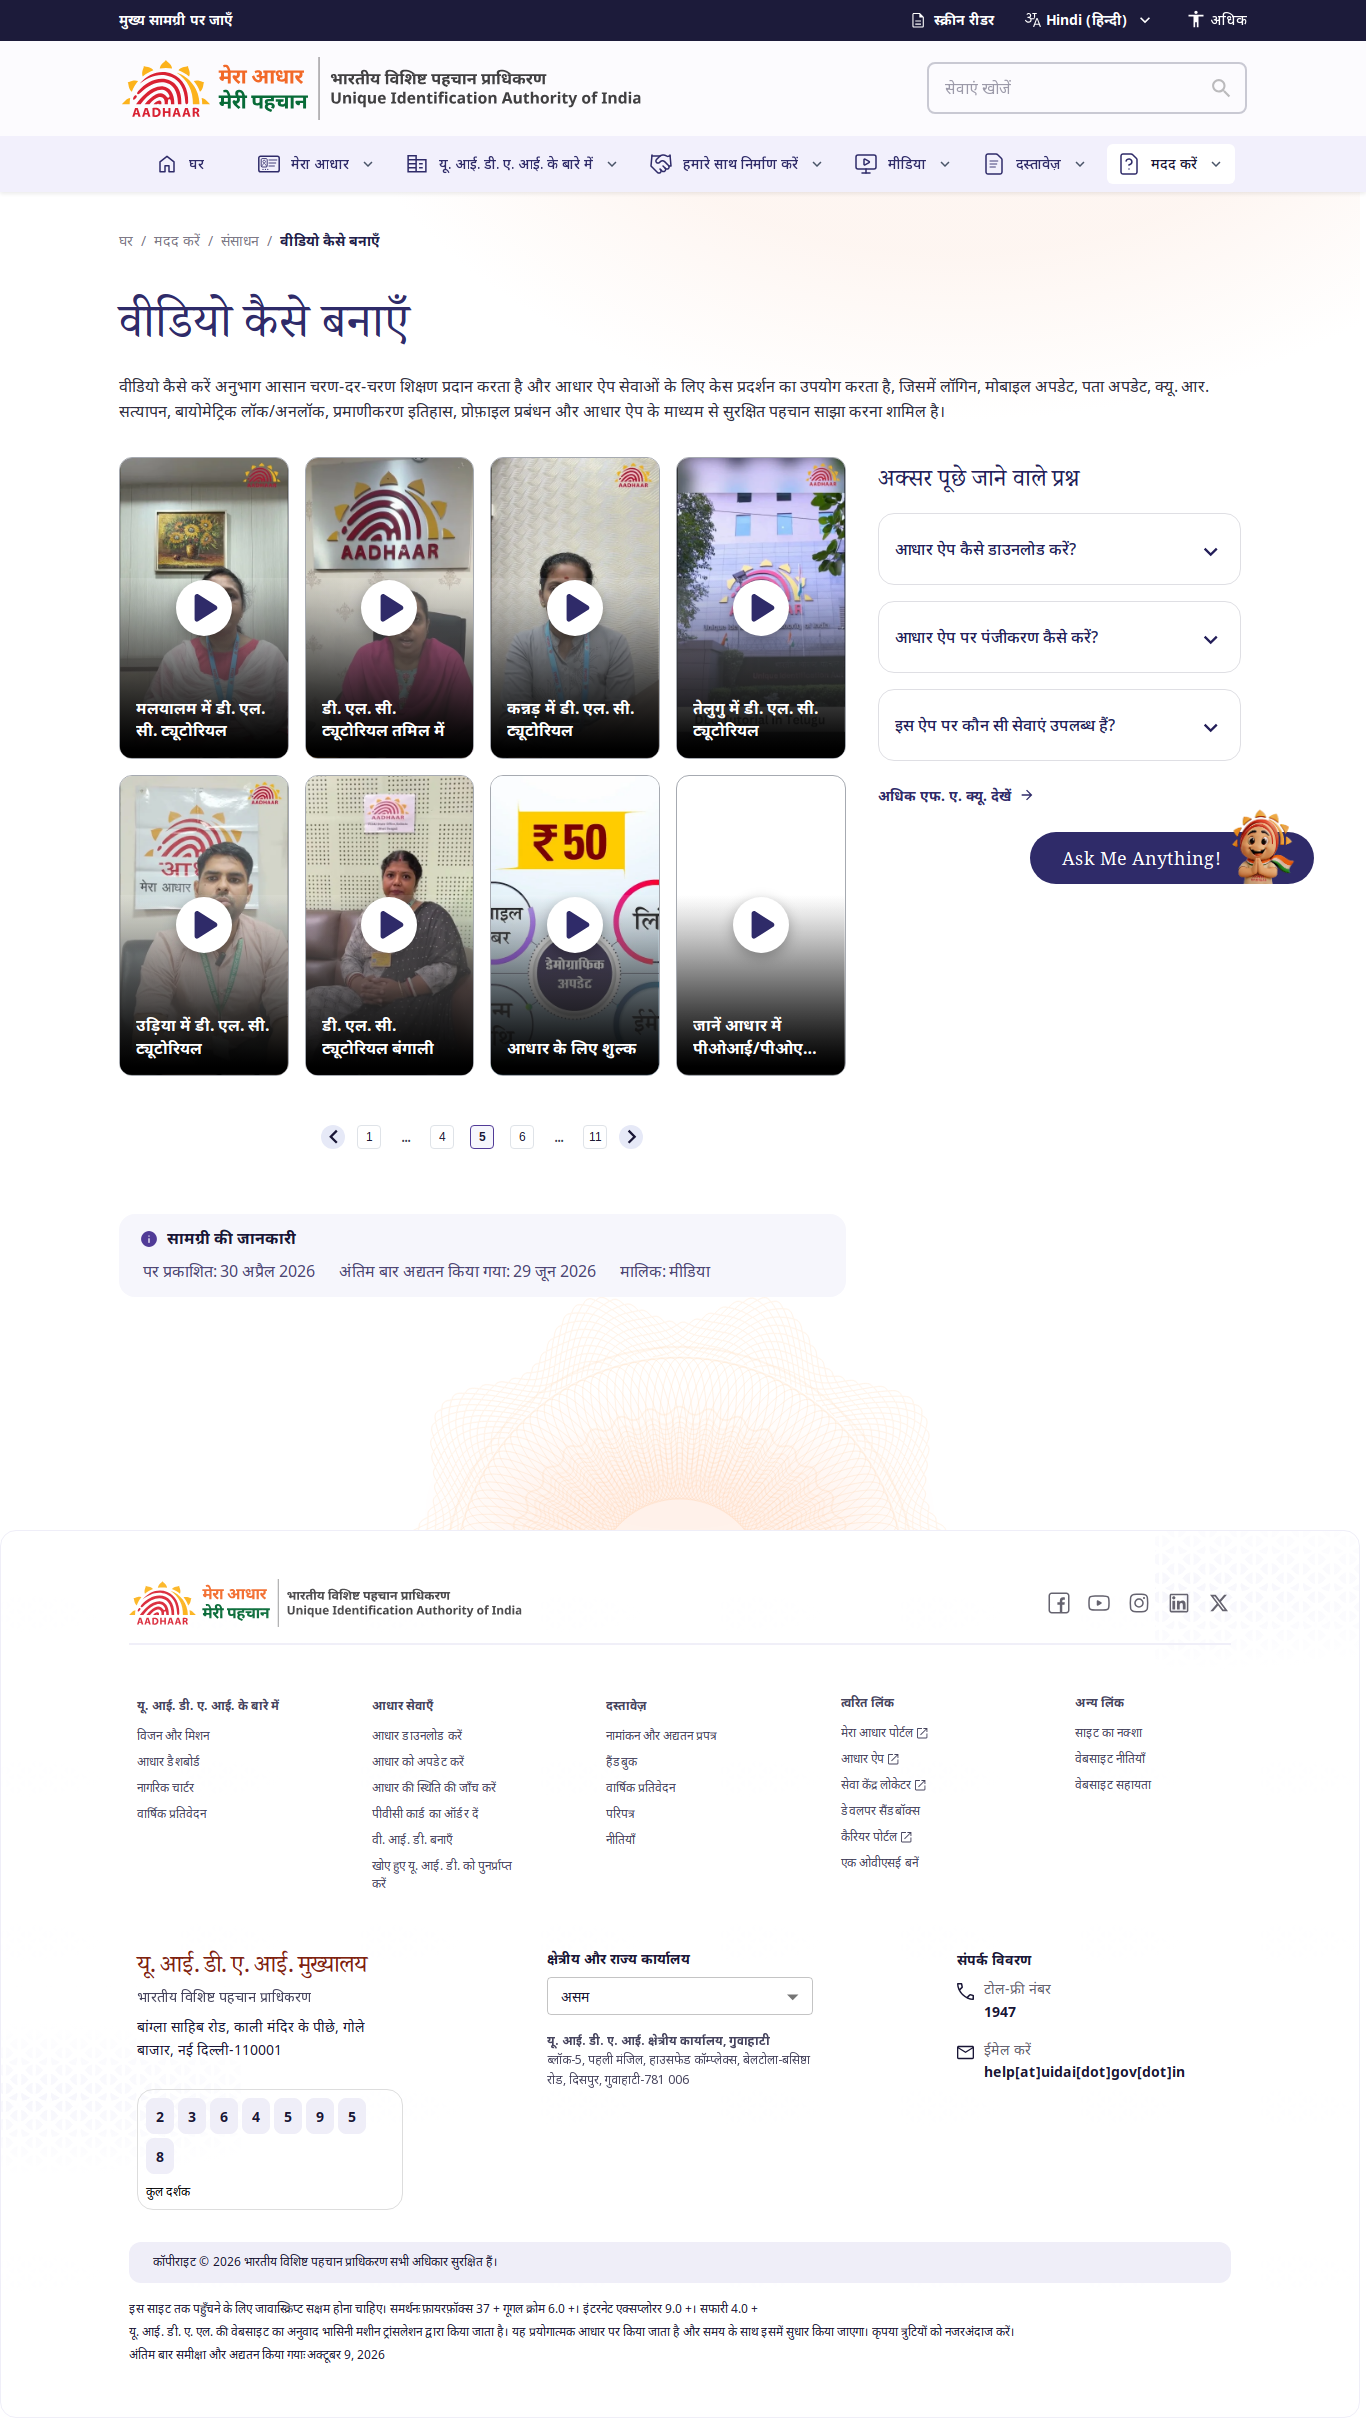 मुख्य सामग्री पर जाएँ
स्क्रीन रीडर
Hindi (हिन्दी)
अधिक
AADHAAR
मेरा आधार
मेरी पहचान
भारतीय विशिष्ट पहचान प्राधिकरण
Unique Identification Authority of India
सेवाएं खोजें
घर
मेरा आधार
यू. आई. डी. ए. आई. के बारे में
हमारे साथ निर्माण करें
मीडिया
दस्तावेज़
मदद करें
घर / मदद करें / संसाधन / वीडियो कैसे बनाएँ
वीडियो कैसे बनाएँ
वीडियो कैसे करें अनुभाग आसान चरण-दर-चरण शिक्षण प्रदान करता है और आधार ऐप सेवाओं के लिए केस प्रदर्शन का उपयोग करता है, जिसमें लॉगिन, मोबाइल अपडेट, पता अपडेट, क्यू. आर.
सत्यापन, बायोमेट्रिक लॉक/अनलॉक, प्रमाणीकरण इतिहास, प्रोफ़ाइल प्रबंधन और आधार ऐप के माध्यम से सुरक्षित पहचान साझा करना शामिल है।
AADHAAR
मलयालम में डी. एल.
सी. ट्यूटोरियल
AADHAAR
डी. एल. सी.
ट्यूटोरियल तमिल में
AADHAAR
कन्नड़ में डी. एल. सी.
ट्यूटोरियल
AADHAAR
तेलुगु में डी. एल. सी.
ट्यूटोरियल
अक्सर पूछे जाने वाले प्रश्न
आधार ऐप कैसे डाउनलोड करें?
आधार ऐप पर पंजीकरण कैसे करें?
इस ऐप पर कौन सी सेवाएं उपलब्ध हैं?
अधिक एफ. ए. क्यू. देखें
Ask Me Anything!
AADHAAR
मेरा आधार
उड़िया में डी. एल. सी.
ट्यूटोरियल
AADHAAR
डी. एल. सी.
ट्यूटोरियल बंगाली
₹ 50
डेमोग्राफिक
अपडेट
आधार के लिए शुल्क
जानें आधार में
पीओआई/पीओए...
1 ... 4 5 6 ... 11
सामग्री की जानकारी
पर प्रकाशित: 30 अप्रैल 2026 अंतिम बार अद्यतन किया गया: 29 जून 2026 मालिक: मीडिया
AADHAAR
मेरा आधार
मेरी पहचान
भारतीय विशिष्ट पहचान प्राधिकरण
Unique Identification Authority of India
यू. आई. डी. ए. आई. के बारे में
विजन और मिशन
आधार डैशबोर्ड
नागरिक चार्टर
वार्षिक प्रतिवेदन
आधार सेवाएँ
आधार डाउनलोड करें
आधार को अपडेट करें
आधार की स्थिति की जाँच करें
पीवीसी कार्ड का ऑर्डर दें
वी. आई. डी. बनाएँ
खोए हुए यू. आई. डी. को पुनर्प्राप्त
करें
दस्तावेज़
नामांकन और अद्यतन प्रपत्र
हैंडबुक
वार्षिक प्रतिवेदन
परिपत्र
नीतियाँ
त्वरित लिंक
मेरा आधार पोर्टल
आधार ऐप
सेवा केंद्र लोकेटर
डेवलपर सैंडबॉक्स
कैरियर पोर्टल
एक ओवीएसई बनें
अन्य लिंक
साइट का नक्शा
वेबसाइट नीतियाँ
वेबसाइट सहायता
यू. आई. डी. ए. आई. मुख्यालय
भारतीय विशिष्ट पहचान प्राधिकरण
बांग्ला साहिब रोड, काली मंदिर के पीछे, गोले
बाजार, नई दिल्ली-110001
2 3 6 4 5 9 5
8
कुल दर्शक
क्षेत्रीय और राज्य कार्यालय
असम
यू. आई. डी. ए. आई. क्षेत्रीय कार्यालय, गुवाहाटी
ब्लॉक-5, पहली मंजिल, हाउसफेड कॉम्प्लेक्स, बेलटोला-बसिष्ठा
रोड, दिसपुर, गुवाहाटी-781 006
संपर्क विवरण
टोल-फ्री नंबर
1947
ईमेल करें
help[at]uidai[dot]gov[dot]in
कॉपीराइट © 2026 भारतीय विशिष्ट पहचान प्राधिकरण सभी अधिकार सुरक्षित हैं।
इस साइट तक पहुँचने के लिए जावास्क्रिप्ट सक्षम होना चाहिए। समर्थनः फ़ायरफ़ॉक्स 37 + गूगल क्रोम 6.0 +। इंटरनेट एक्सप्लोरर 9.0 +। सफारी 4.0 +
यू. आई. डी. ए. एल. की वेबसाइट का अनुवाद भासिनी मशीन ट्रांसलेशन द्वारा किया जाता है। यह प्रयोगात्मक आधार पर किया जाता है और समय के साथ इसमें सुधार किया जाएगा। कृपया त्रुटियों को नजरअंदाज करें।
अंतिम बार समीक्षा और अद्यतन किया गयाः अक्टूबर 9, 2026